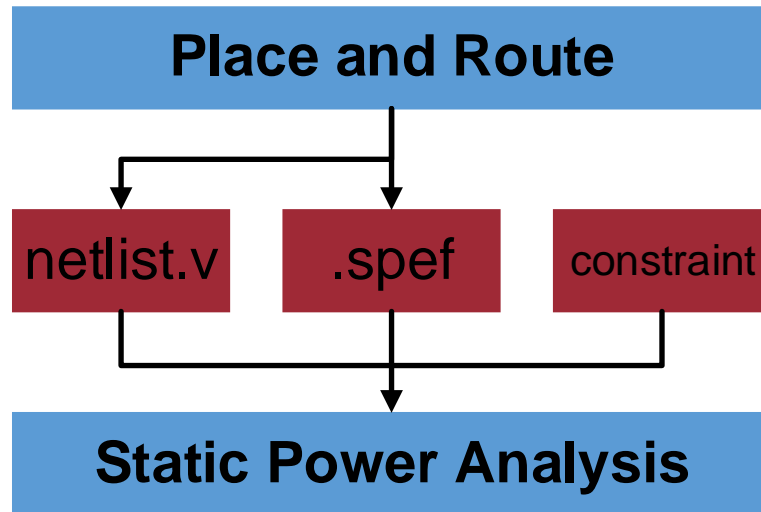 Place and Route
netlist.v
.spef
constraint
Static Power Analysis